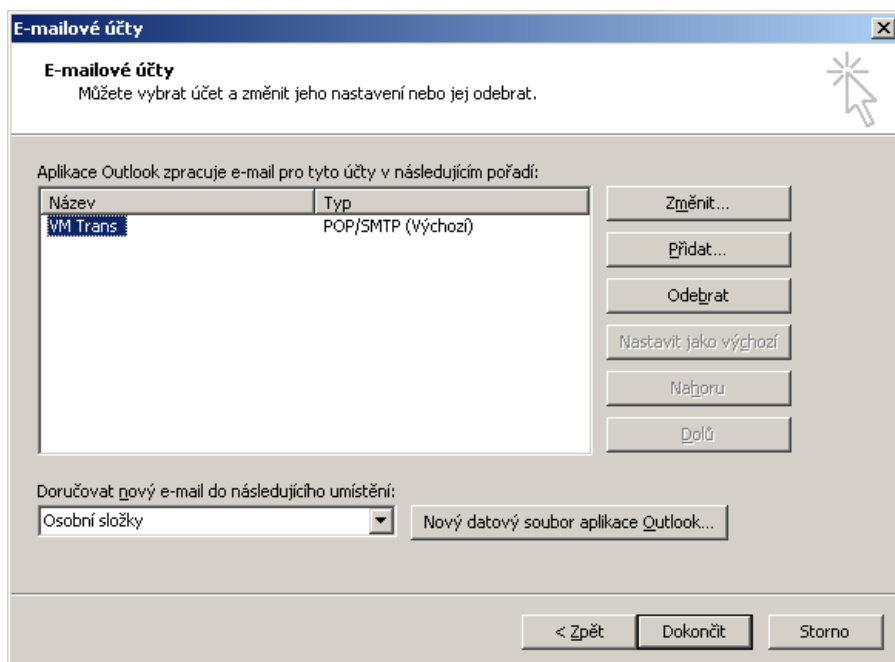 E-mailové účty
E-mailové účty
Můžete vybrat účet a změnit jeho nastavení nebo jej odebrat.
Aplikace Outlook zpracuje e-mail pro tyto účty v následujícím pořadí:
Název Typ
VM Trans POP/SMTP (Výchozí)
Změnit...
Přidat...
Odebrat
Nastavit jako výchozí
Nahoru
Dolů
Doručovat nový e-mail do následujícího umístění:
Osobní složky Nový datový soubor aplikace Outlook...
< Zpět Dokončit Storno